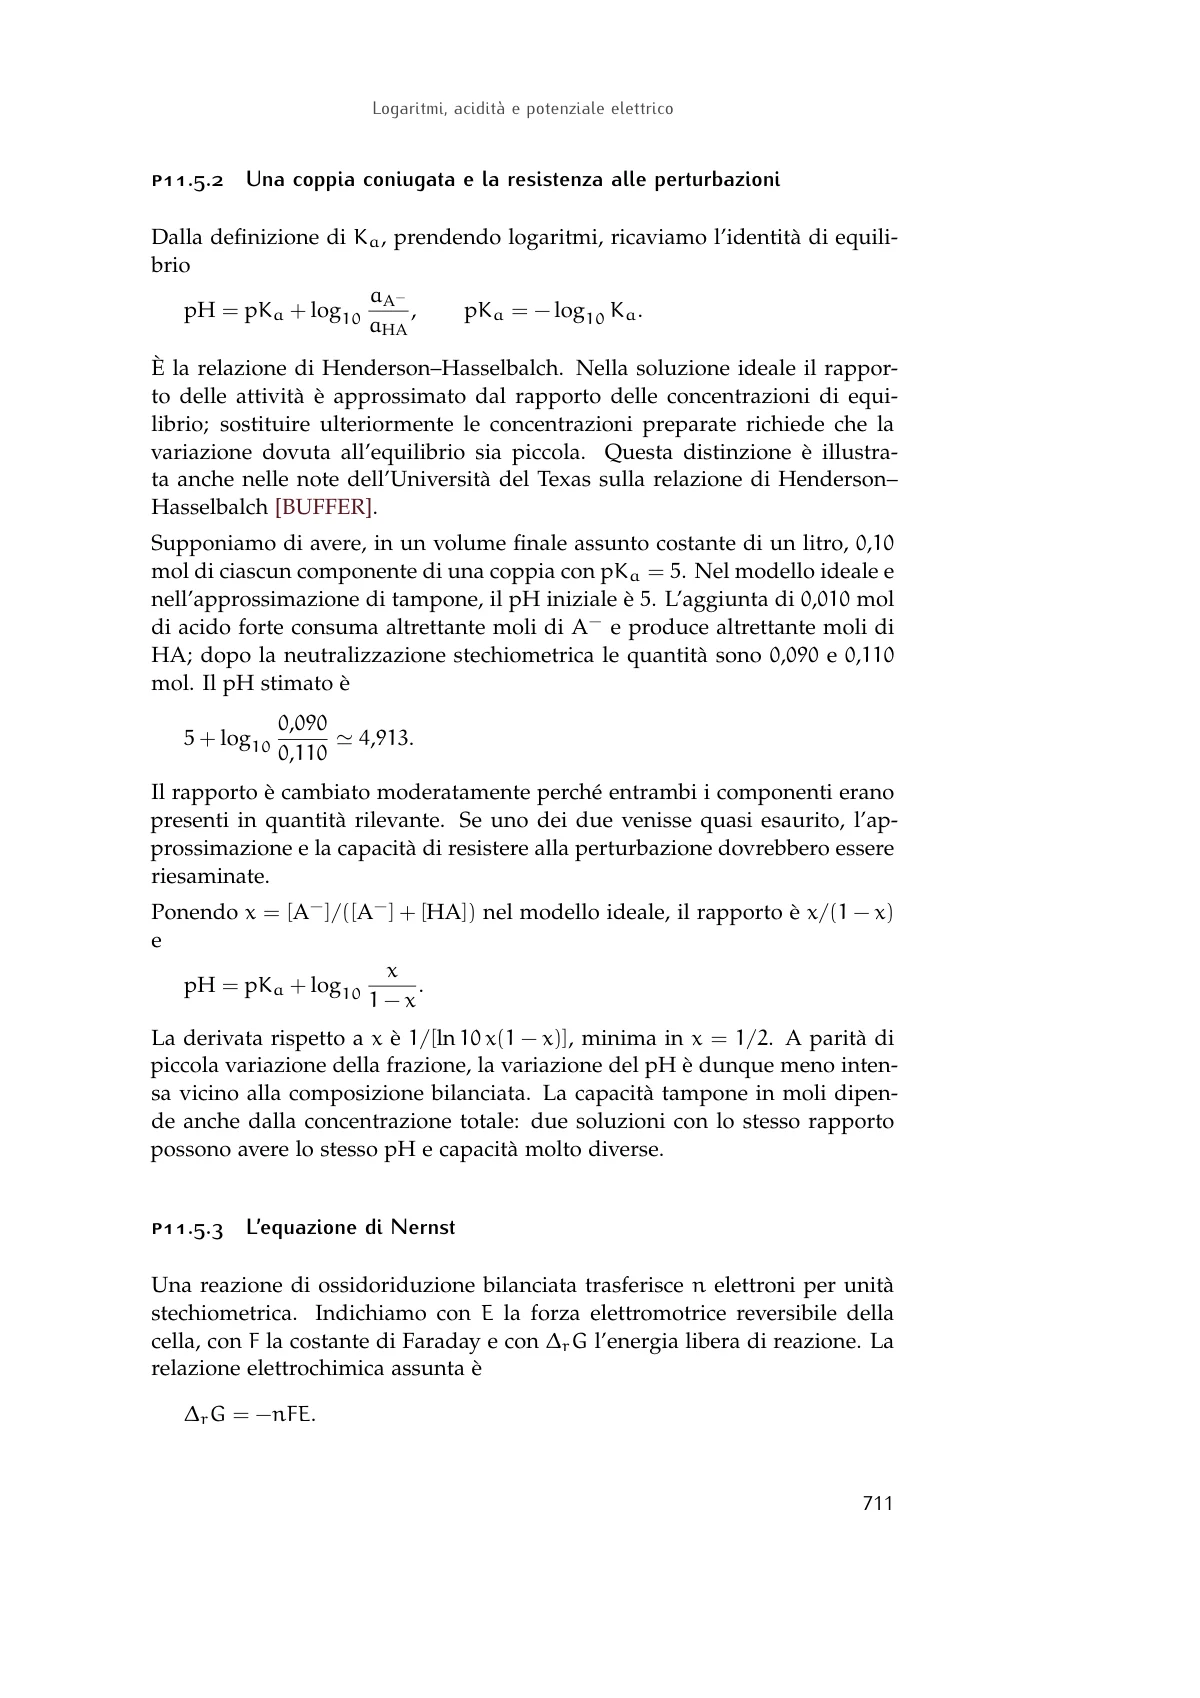 Logaritmi, acidità e potenziale elettrico
P11.5.2 Una coppia coniugata e la resistenza alle perturbazioni
Dalla definizione di Kₐ, prendendo logaritmi, ricaviamo l'identità di equili-
brio
pH = pKₐ + log₁₀ a_{A⁻}/a_{HA}, pKₐ = − log₁₀ Kₐ.
È la relazione di Henderson–Hasselbalch. Nella soluzione ideale il rappor-
to delle attività è approssimato dal rapporto delle concentrazioni di equi-
librio; sostituire ulteriormente le concentrazioni preparate richiede che la
variazione dovuta all'equilibrio sia piccola. Questa distinzione è illustra-
ta anche nelle note dell'Università del Texas sulla relazione di Henderson–
Hasselbalch [BUFFER].
Supponiamo di avere, in un volume finale assunto costante di un litro, 0,10
mol di ciascun componente di una coppia con pKₐ = 5. Nel modello ideale e
nell'approssimazione di tampone, il pH iniziale è 5. L'aggiunta di 0,010 mol
di acido forte consuma altrettante moli di A⁻ e produce altrettante moli di
HA; dopo la neutralizzazione stechiometrica le quantità sono 0,090 e 0,110
mol. Il pH stimato è
5 + log₁₀ 0,090/0,110 ≃ 4,913.
Il rapporto è cambiato moderatamente perché entrambi i componenti erano
presenti in quantità rilevante. Se uno dei due venisse quasi esaurito, l'ap-
prossimazione e la capacità di resistere alla perturbazione dovrebbero essere
riesaminate.
Ponendo x = [A⁻]/([A⁻] + [HA]) nel modello ideale, il rapporto è x/(1 − x)
e
pH = pKₐ + log₁₀ x/(1 − x).
La derivata rispetto a x è 1/[ln 10 x(1 − x)], minima in x = 1/2. A parità di
piccola variazione della frazione, la variazione del pH è dunque meno inten-
sa vicino alla composizione bilanciata. La capacità tampone in moli dipen-
de anche dalla concentrazione totale: due soluzioni con lo stesso rapporto
possono avere lo stesso pH e capacità molto diverse.
P11.5.3 L'equazione di Nernst
Una reazione di ossidoriduzione bilanciata trasferisce n elettroni per unità
stechiometrica. Indichiamo con E la forza elettromotrice reversibile della
cella, con F la costante di Faraday e con ΔᵣG l'energia libera di reazione. La
relazione elettrochimica assunta è
ΔᵣG = −nFE.
711